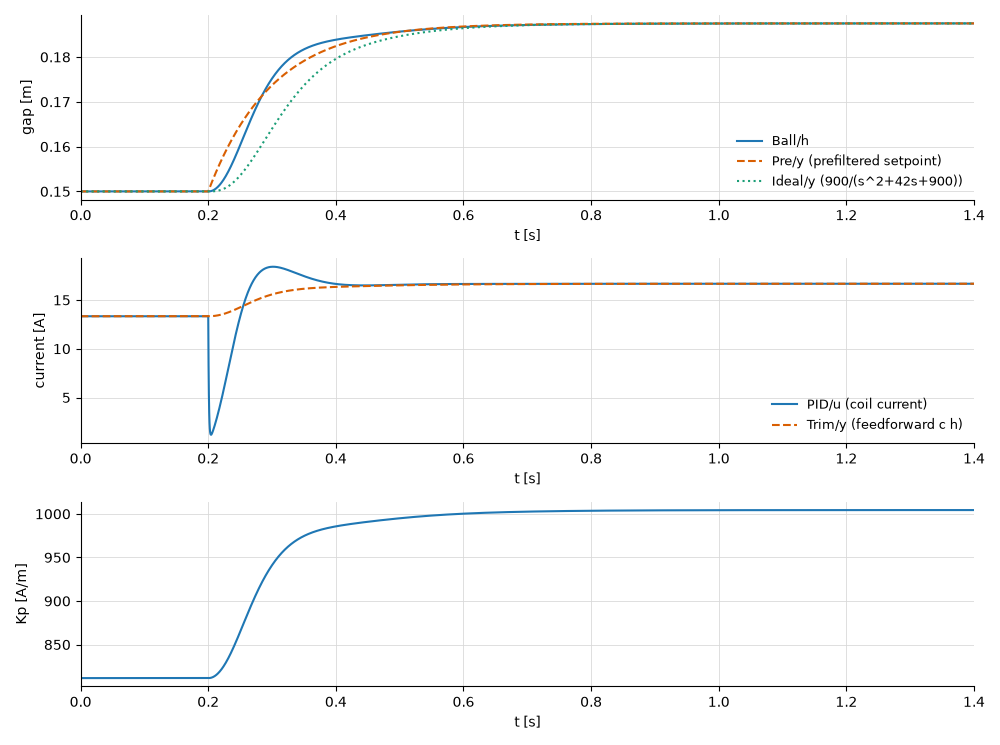 0.18
0.17
0.16
0.15
gap [m]
Ball/h
Pre/y (prefiltered setpoint)
Ideal/y (900/(s^2+42s+900))
0.0 0.2 0.4 0.6 0.8 1.0 1.2 1.4
t [s]
15
10
5
current [A]
PID/u (coil current)
Trim/y (feedforward c h)
0.0 0.2 0.4 0.6 0.8 1.0 1.2 1.4
t [s]
1000
950
900
850
Kp [A/m]
0.0 0.2 0.4 0.6 0.8 1.0 1.2 1.4
t [s]